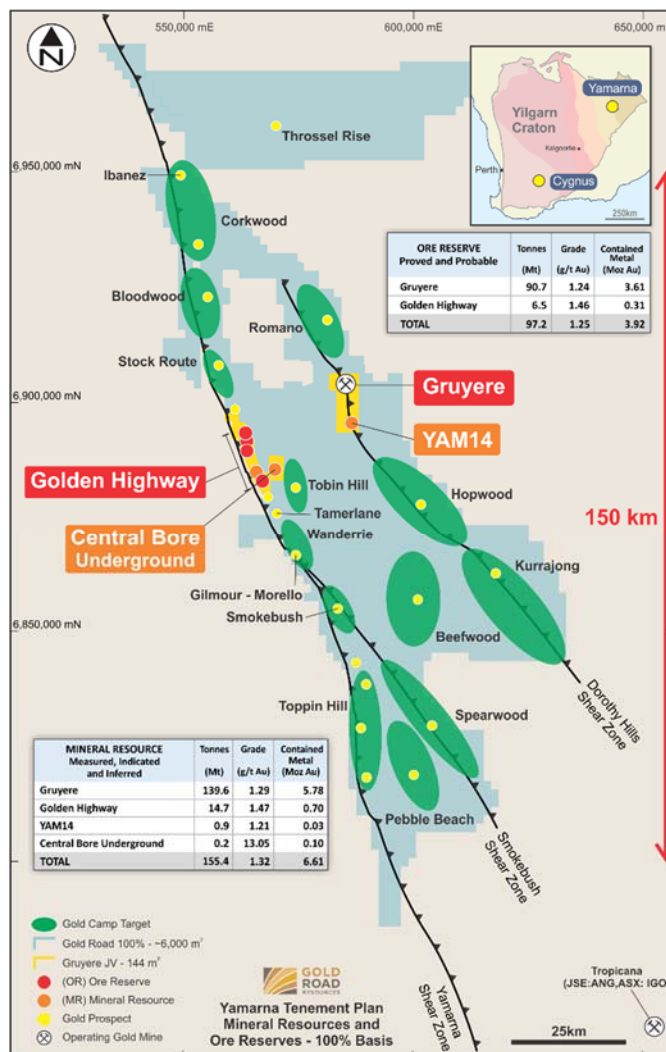 550,000 mE
600,000 mE
650,000 mE
N
Throssel Rise
Yamarna
Yilgarn
Craton
Kalgoorlie
Perth
Cygnus
250km
6,950,000 mN
Ibanez
Corkwood
ORE RESERVE
Proved and Probable
Tonnes
(Mt)
Grade
(g/t Au)
Contained
Metal
(Moz Au)
Gruyere 90.7 1.24 3.61
Golden Highway 6.5 1.46 0.31
TOTAL 97.2 1.25 3.92
Bloodwood
Romano
Stock Route
6,900,000 mN
Gruyere
YAM14
Golden Highway
Tobin Hill
Hopwood
Central Bore
Underground
Tamerlane
Wanderrie
150 km
Kurrajong
Gilmour - Morello
Smokebush
6,850,000 mN
Beefwood
Dorothy Hills
Shear Zone
Toppin Hill
Spearwood
MINERAL RESOURCE
Measured, Indicated
and Inferred
Tonnes
(Mt)
Grade
(g/t Au)
Contained
Metal
(Moz Au)
Gruyere 139.6 1.29 5.78
Golden Highway 14.7 1.47 0.70
YAM14 0.9 1.21 0.03
Central Bore Underground 0.2 13.05 0.10
TOTAL 155.4 1.32 6.61
Pebble Beach
Smokebush
Shear Zone
Gold Camp Target
Gold Road 100% - ~6,000 m²
Gruyere JV - 144 m²
(OR) Ore Reserve
(MR) Mineral Resource
Gold Prospect
Operating Gold Mine
GOLD
ROAD
RESOURCES
Yamarna Tenement Plan
Mineral Resources and
Ore Reserves - 100% Basis
Yamarna
Shear Zone
Tropicana
(JSE:ANG,ASX: IGO
25km